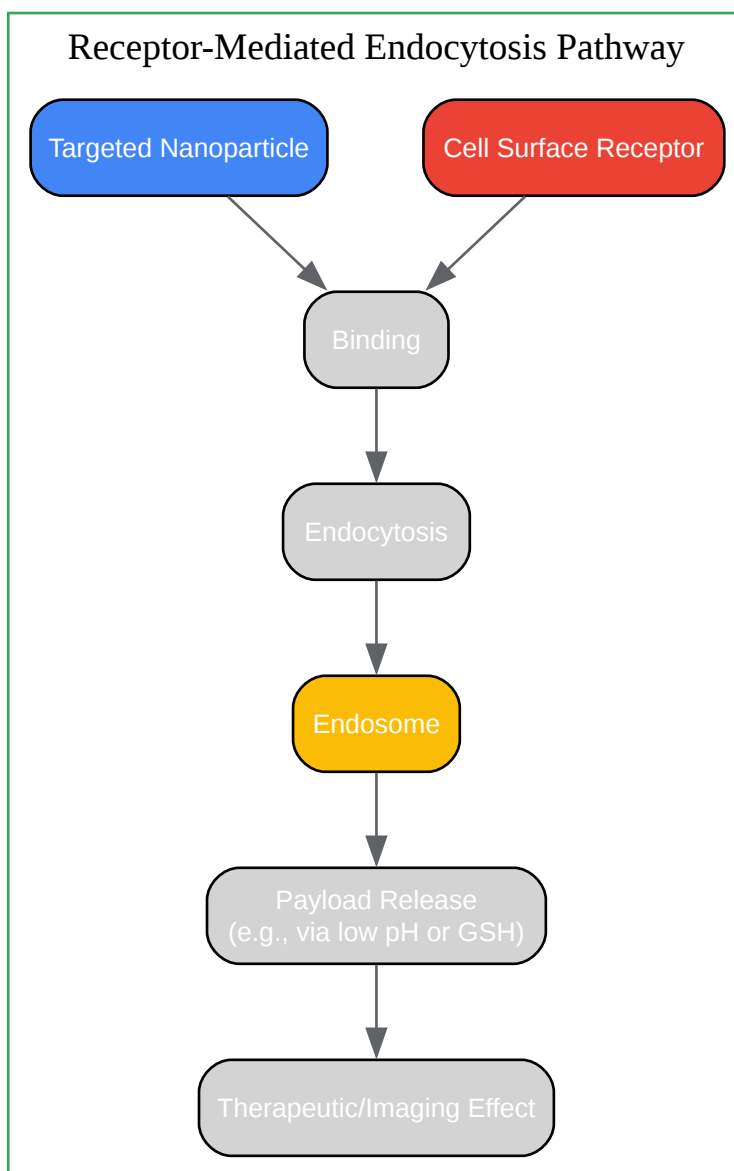 Receptor-Mediated Endocytosis Pathway
Targeted Nanoparticle
Cell Surface Receptor
Binding
Endocytosis
Endosome
Payload Release
(e.g., via low pH or GSH)
Therapeutic/Imaging Effect